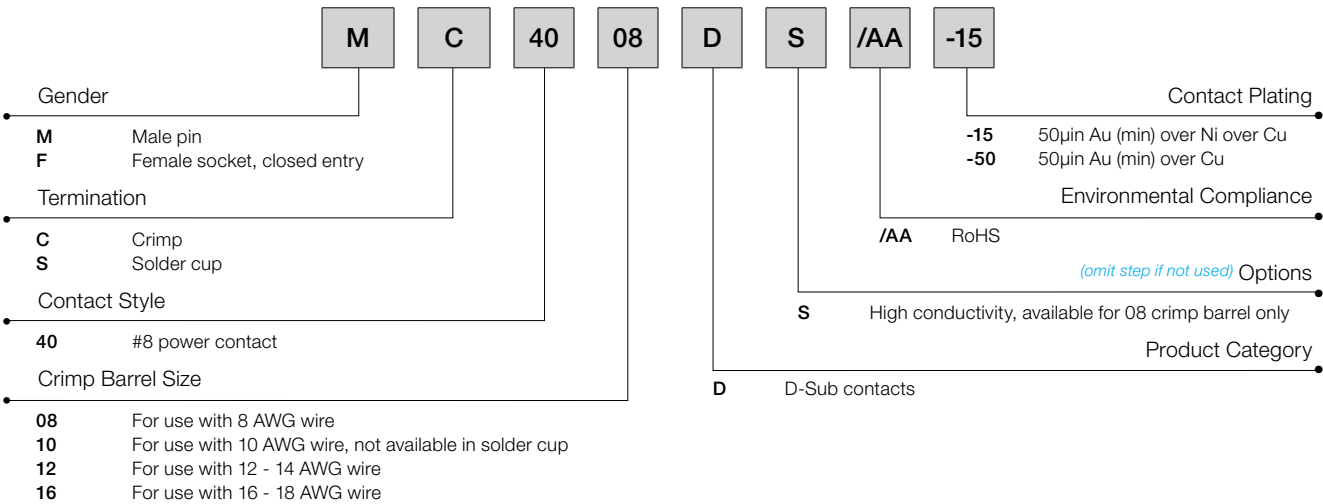 M C 40 08 D S /AA -15
Gender
M Male pin
F Female socket, closed entry
Termination
C Crimp
S Solder cup
Contact Style
40 #8 power contact
Crimp Barrel Size
08 For use with 8 AWG wire
10 For use with 10 AWG wire, not available in solder cup
12 For use with 12 - 14 AWG wire
16 For use with 16 - 18 AWG wire
Contact Plating
-15 50µin Au (min) over Ni over Cu
-50 50µin Au (min) over Cu
Environmental Compliance
/AA RoHS
(omit step if not used) Options
S High conductivity, available for 08 crimp barrel only
Product Category
D D-Sub contacts